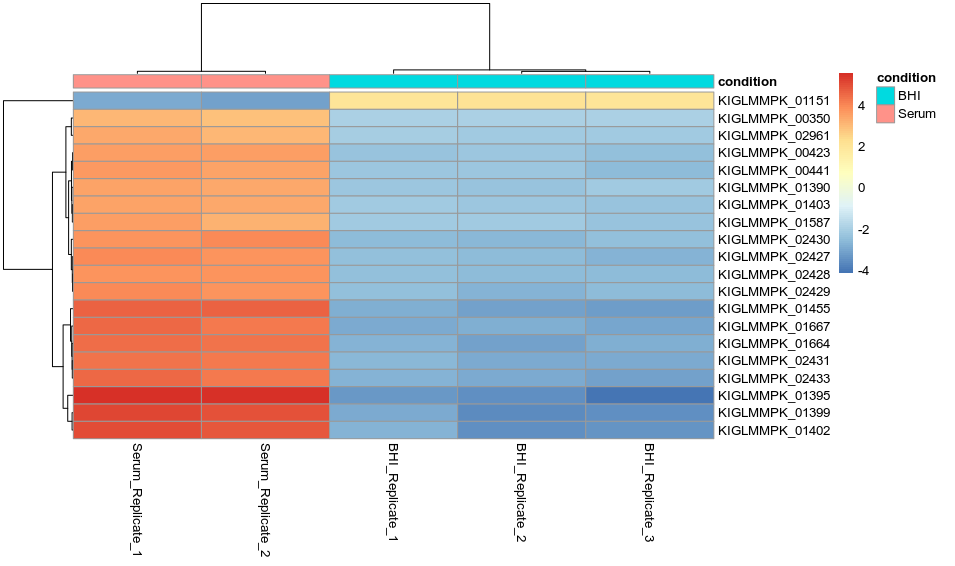 condition
KIGLMMPK_01151
KIGLMMPK_00350
KIGLMMPK_02961
KIGLMMPK_00423
KIGLMMPK_00441
KIGLMMPK_01390
KIGLMMPK_01403
KIGLMMPK_01587
KIGLMMPK_02430
KIGLMMPK_02427
KIGLMMPK_02428
KIGLMMPK_02429
KIGLMMPK_01455
KIGLMMPK_01667
KIGLMMPK_01664
KIGLMMPK_02431
KIGLMMPK_02433
KIGLMMPK_01395
KIGLMMPK_01399
KIGLMMPK_01402
4
2
0
-2
-4
condition
BHI
Serum
Serum_Replicate_1
Serum_Replicate_2
BHI_Replicate_1
BHI_Replicate_2
BHI_Replicate_3